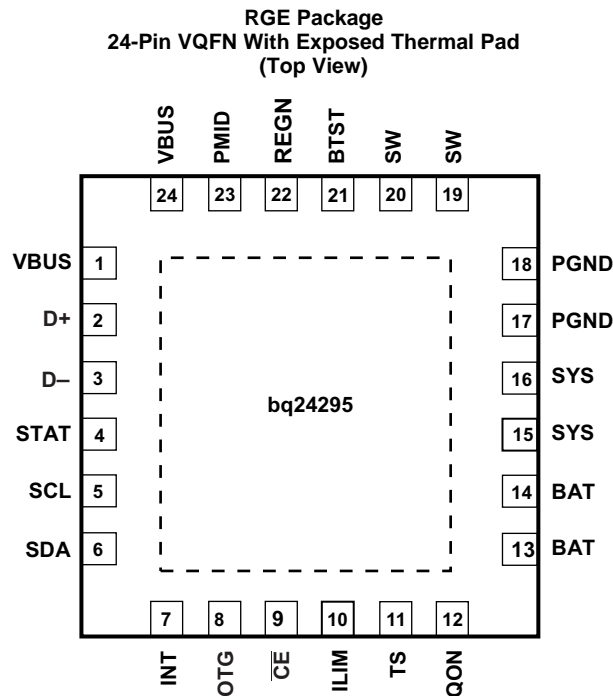 RGE Package
24-Pin VQFN With Exposed Thermal Pad
(Top View)
VBUS PMID REGN BTST SW SW
24 23 22 21 20 19
VBUS 1
D+ 2
D– 3
STAT 4
SCL 5
SDA 6
bq24295
18 PGND
17 PGND
16 SYS
15 SYS
14 BAT
13 BAT
7 8 9 10 11 12
INT OTG C̅E̅ ILIM TS QON